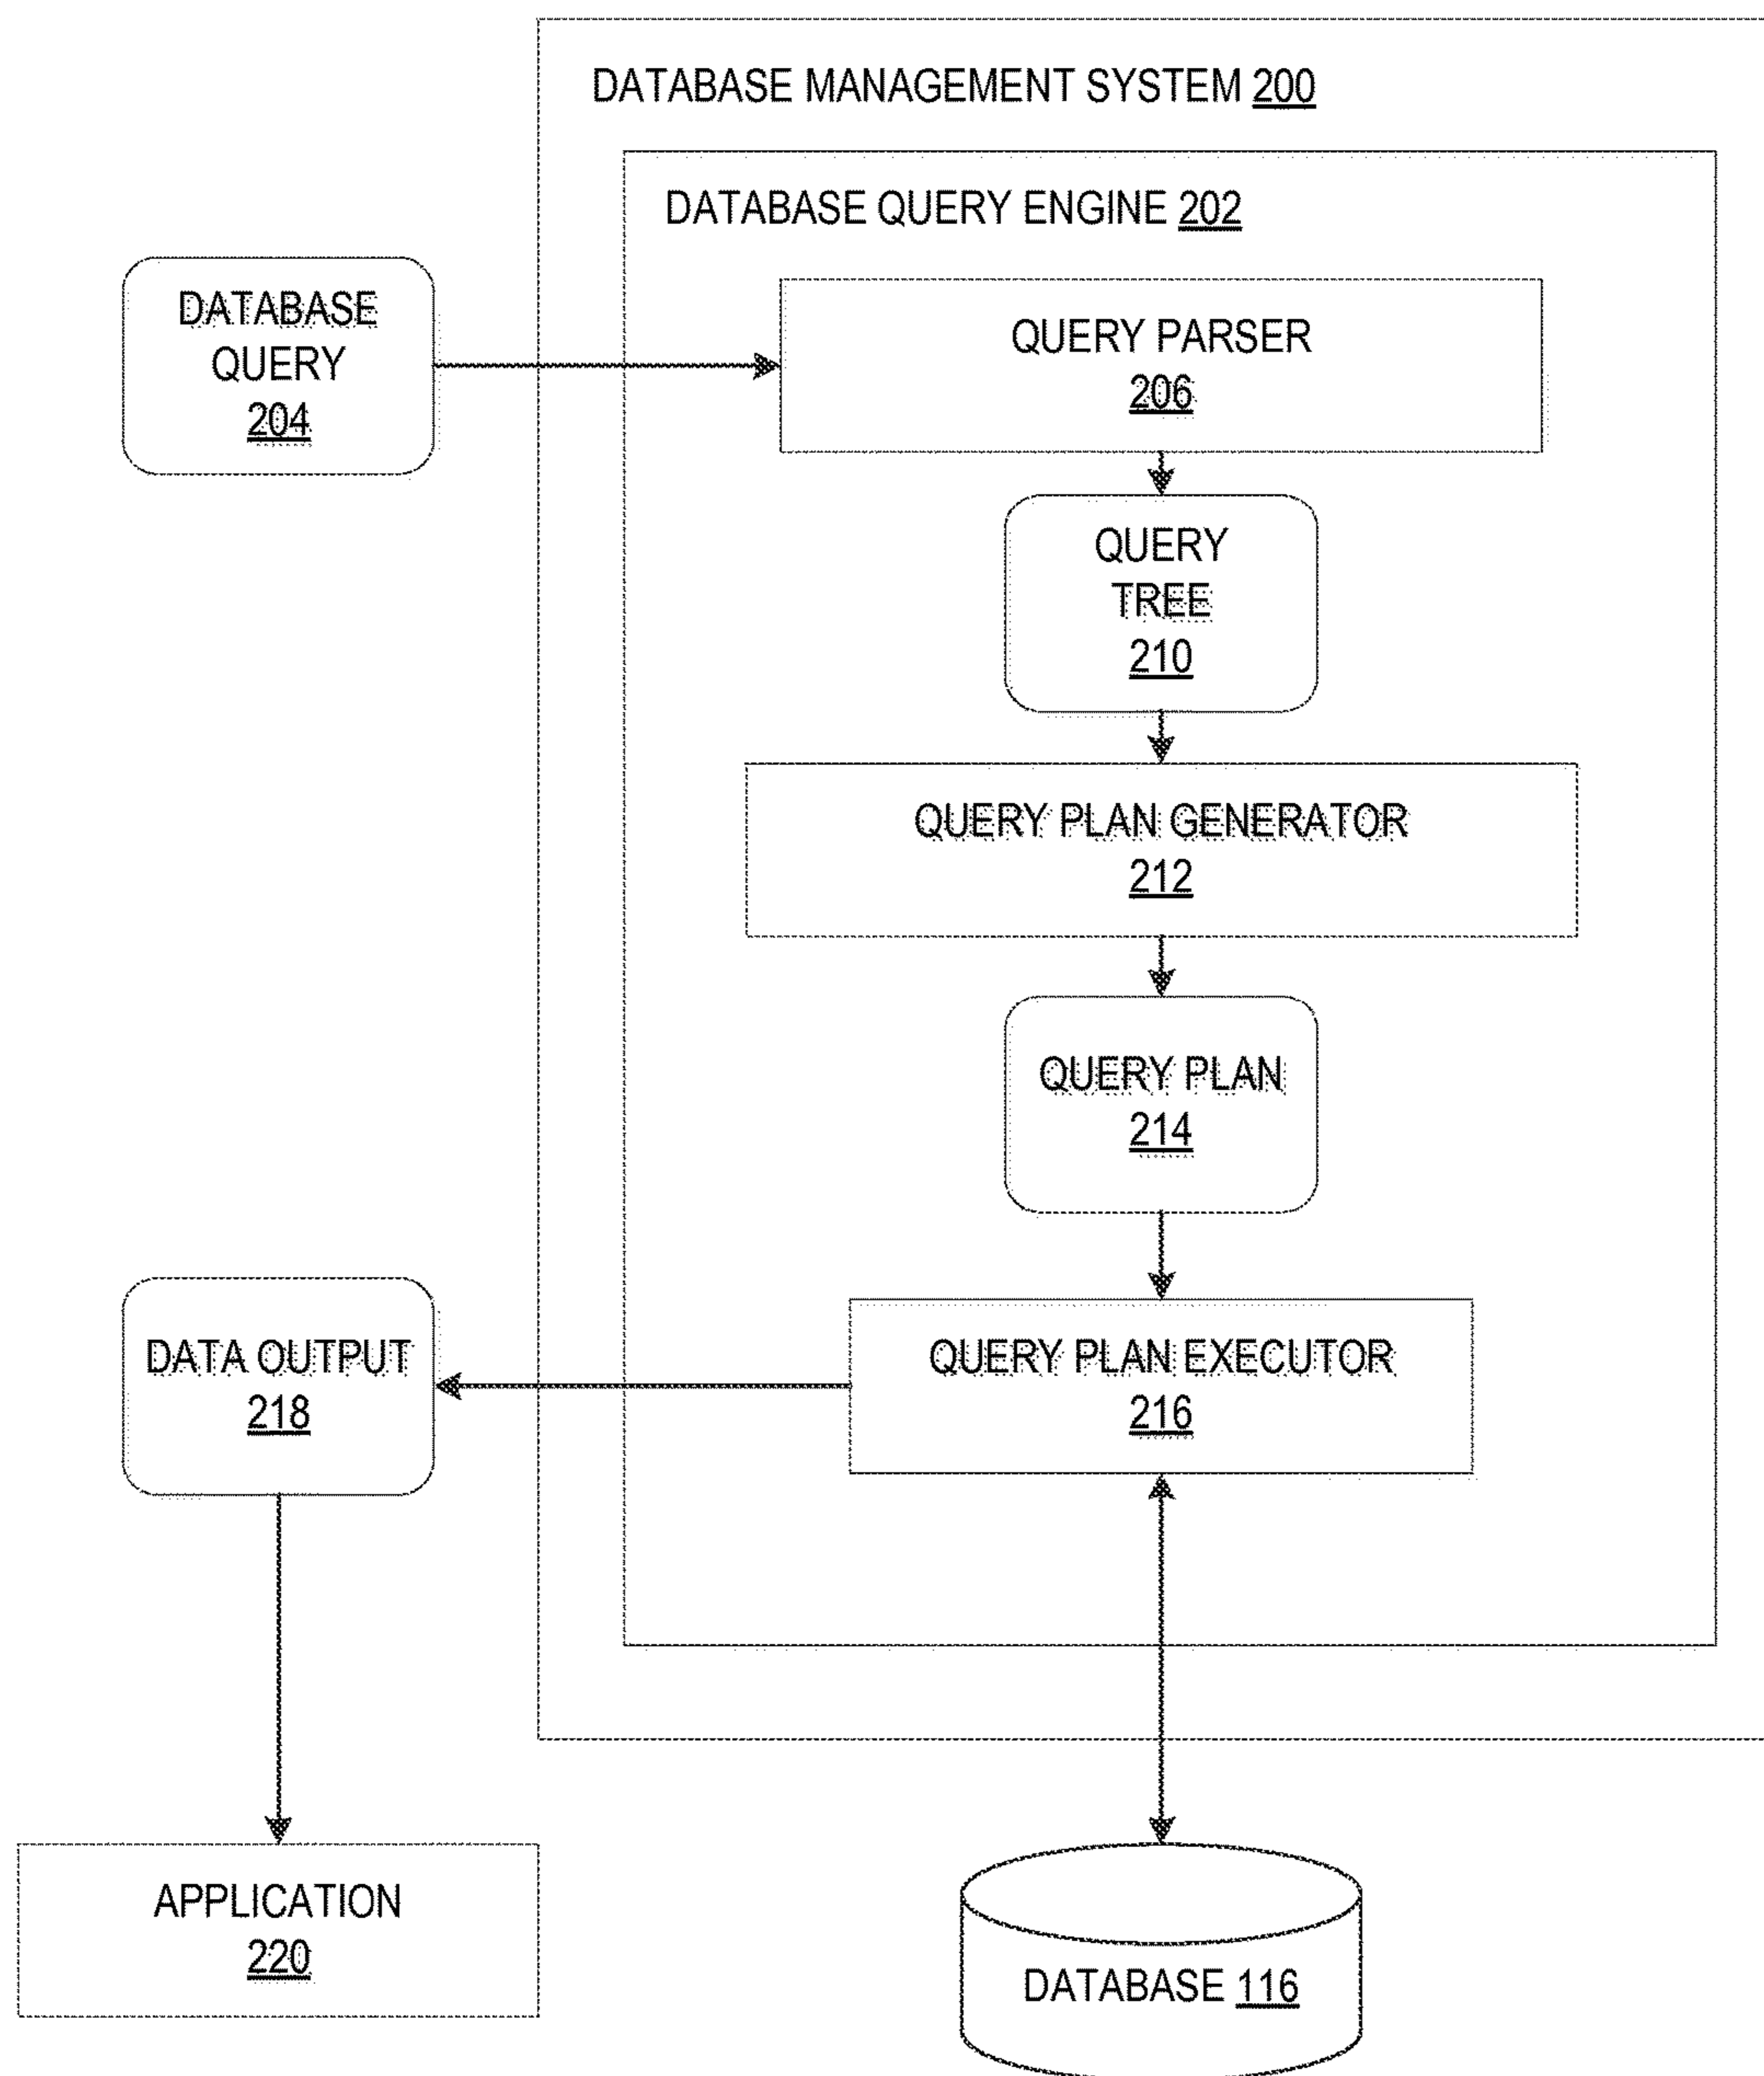 DATABASE MANAGEMENT SYSTEM 200
DATABASE QUERY ENGINE 202
DATABASE
QUERY
204
QUERY PARSER
206
QUERY
TREE
210
QUERY PLAN GENERATOR
212
QUERY PLAN
214
DATA OUTPUT
218
QUERY PLAN EXECUTOR
216
APPLICATION
220
DATABASE 116